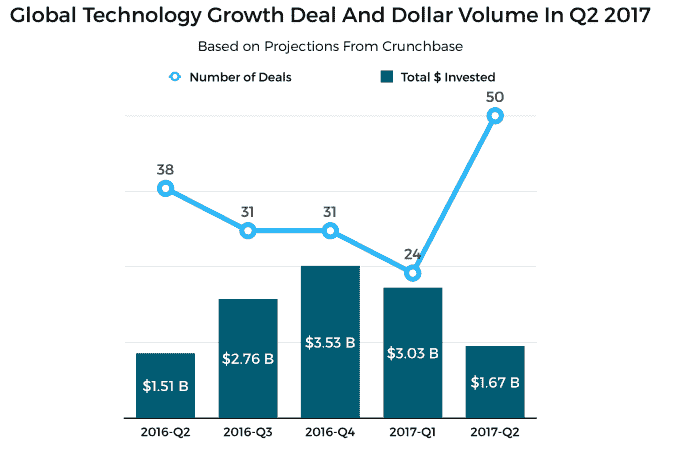 Global Technology Growth Deal And Dollar Volume In Q2 2017
Based on Projections From Crunchbase
Number of Deals Total $ Invested
50
38
31 31
24
$3.53 B
$2.76 B $3.03 B
$1.51 B $1.67 B
2016-Q2 2016-Q3 2016-Q4 2017-Q1 2017-Q2